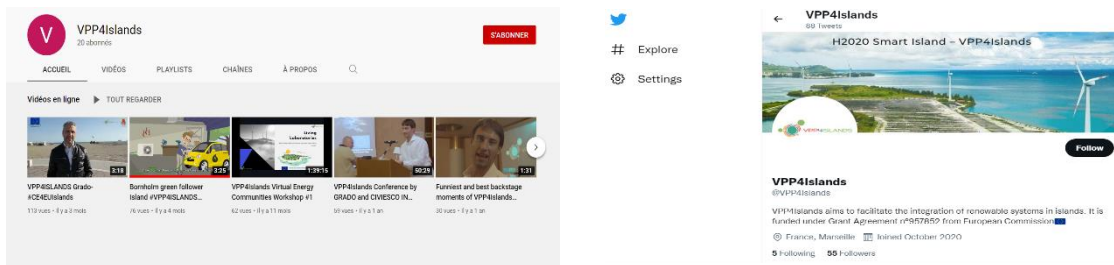 V
VPP4Islands
20 abonnés
S'ABONNER
ACCUEIL VIDÉOS PLAYLISTS CHAÎNES À PROPOS
Vidéos en ligne TOUT REGARDER
Living
Laboratories
3:18 3:25 1:39:15 50:29 1:31
VPP4ISLANDS Grado- Bornholm green follower VPP4Islands Virtual Energy VPP4Islands Conference by Funniest and best backstage
#CE4EUislands Island #VPP4ISLANDS... Communities Workshop #1 GRADO and CIVIESCO IN... moments of VPP4Islands...
113 vues • il y a 3 mois 76 vues • il y a 4 mois 62 vues • il y a 11 mois 59 vues • il y a 1 an 30 vues • il y a 1 an
# Explore
Settings
VPP4Islands
88 Tweets
H2020 Smart Island – VPP4Islands
VPP4ISLANDS
Follow
VPP4Islands
@VPP4Islands
VPP4Islands aims to facilitate the integration of renewable systems in islands. It is
funded under Grant Agreement n°957852 from European Commission
France, Marseille Joined October 2020
5 Following 55 Followers